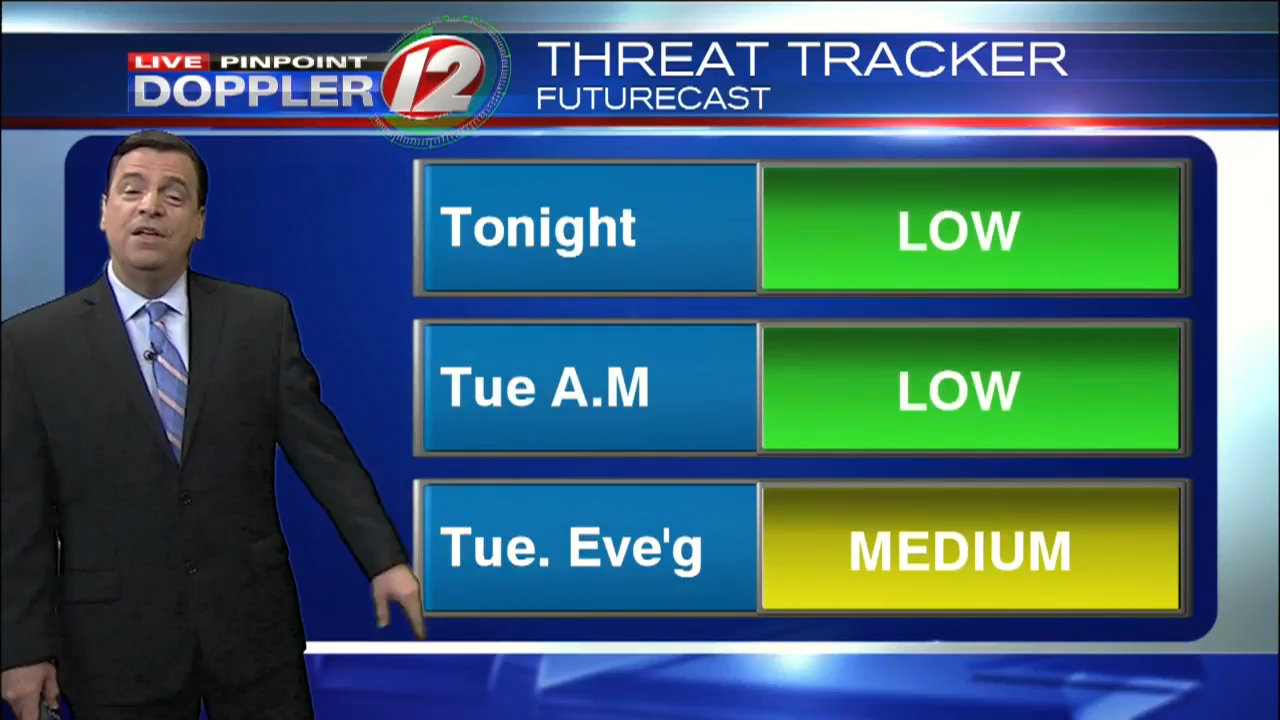 LIVE PINPOINT
DOPPLER 12
THREAT TRACKER
FUTURECAST
Tonight LOW
Tue A.M LOW
Tue. Eve'g MEDIUM